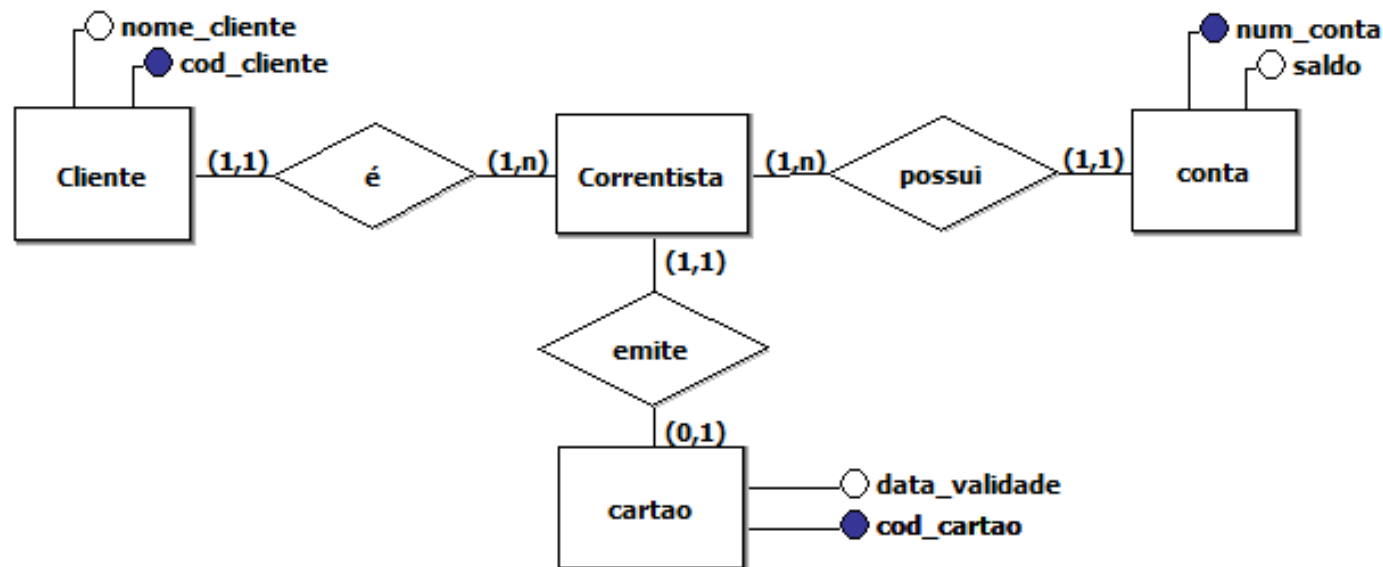 nome_cliente
cod_cliente
num_conta
saldo
Cliente
(1,1)
é
(1,n)
Correntista
(1,n)
possui
(1,1)
conta
(1,1)
emite
(0,1)
cartao
data_validade
cod_cartao